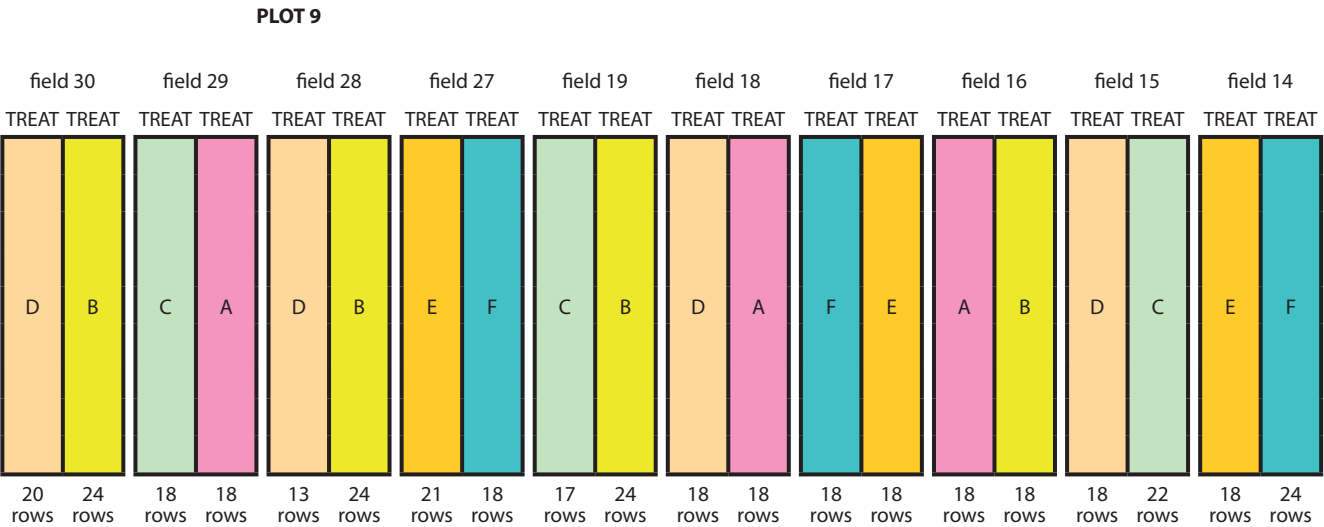 PLOT 9
field 30 field 29 field 28 field 27 field 19 field 18 field 17 field 16 field 15 field 14
TREAT TREAT TREAT TREAT TREAT TREAT TREAT TREAT TREAT TREAT TREAT TREAT TREAT TREAT TREAT TREAT TREAT TREAT TREAT TREAT
D B C A D B E F C B D A F E A B D C E F
20 24 18 18 13 24 21 18 17 24 18 18 18 18 18 18 18 22 18 24
rows rows rows rows rows rows rows rows rows rows rows rows rows rows rows rows rows rows rows rows